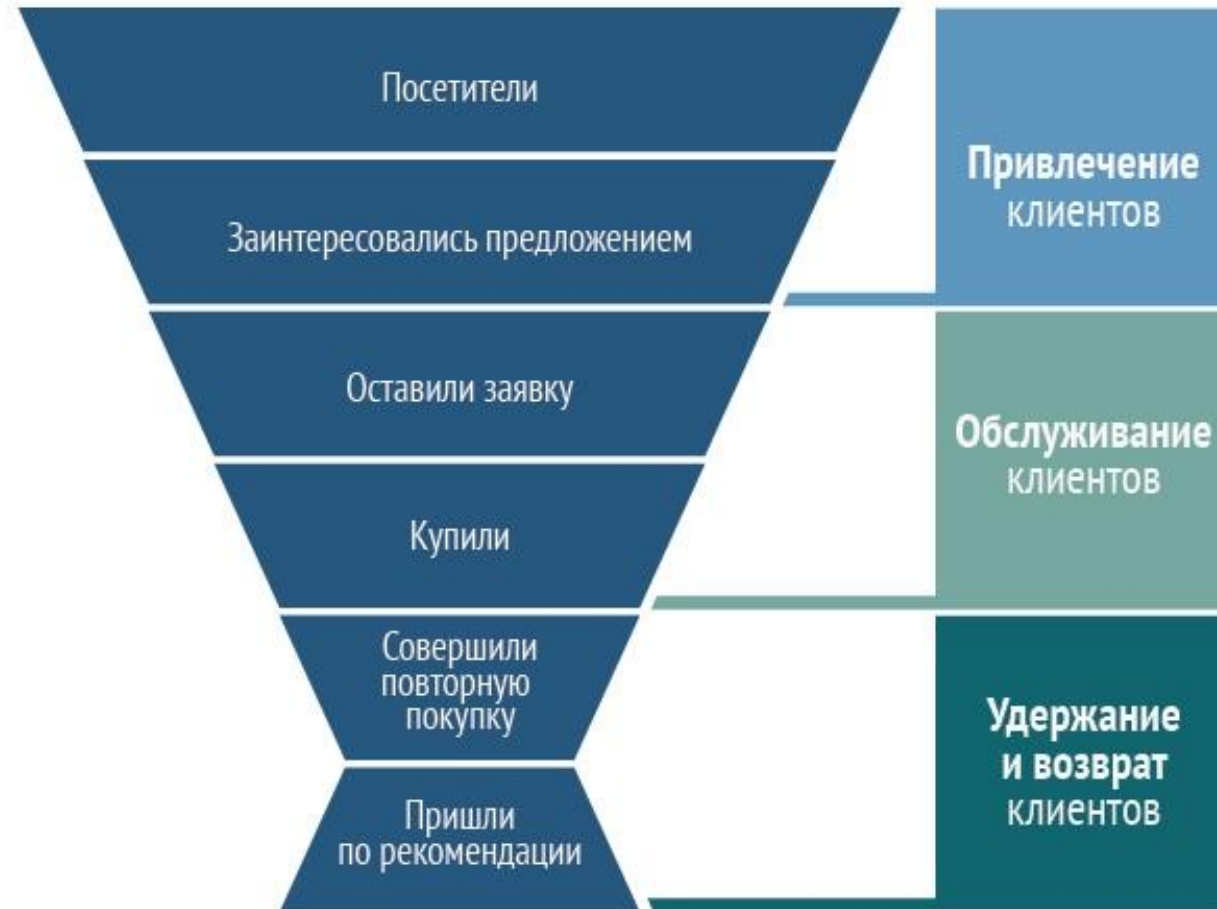 Посетители
Заинтересовались предложением
Оставили заявку
Купили
Совершили
повторную
покупку
Пришли
по рекомендации
Привлечение
клиентов
Обслуживание
клиентов
Удержание
и возврат
клиентов